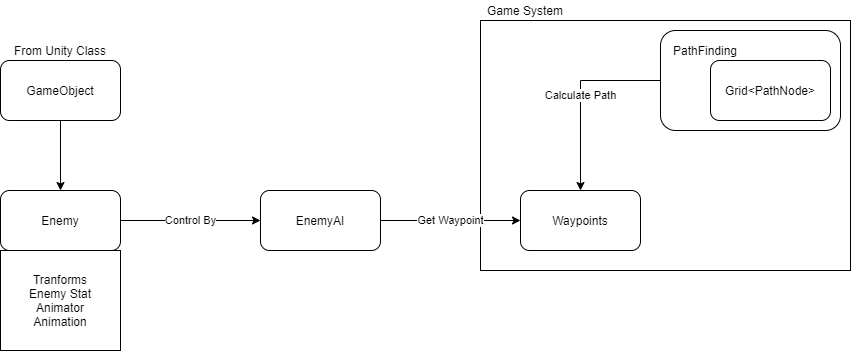 Game System
From Unity Class
PathFinding
GameObject
Grid<PathNode>
Calculate Path
Enemy
Control By
EnemyAI
Get Waypoint
Waypoints
Tranforms
Enemy Stat
Animator
Animation